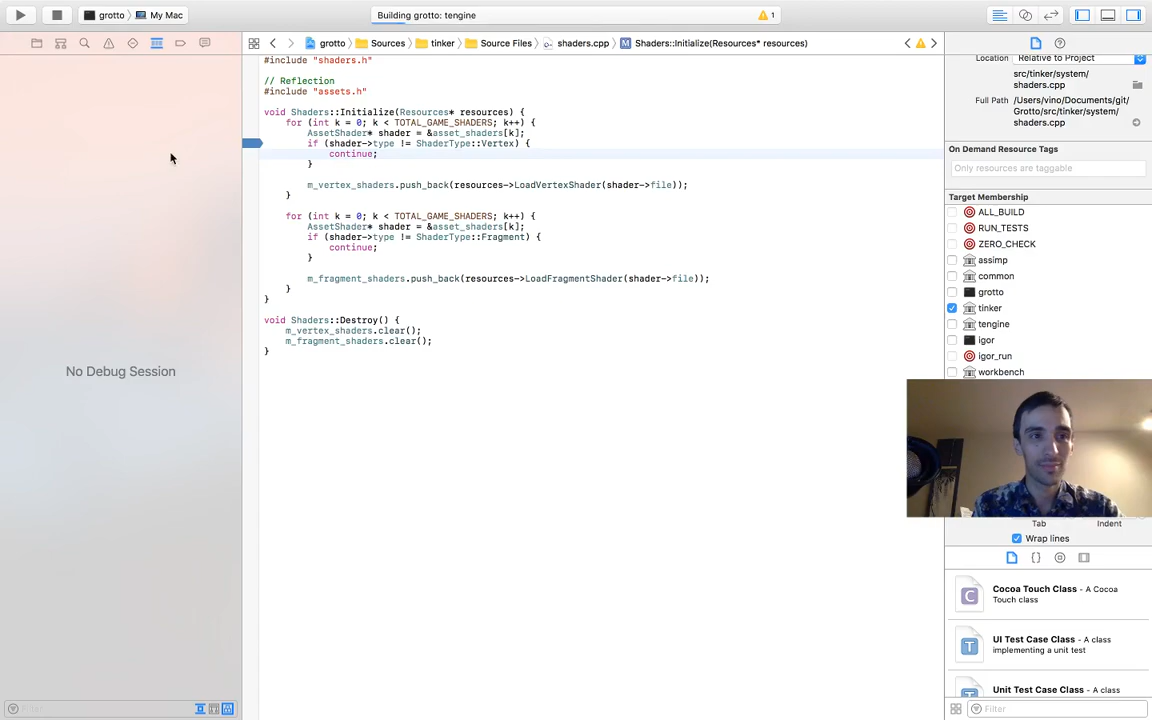 grotto
My Mac
Building grotto: tengine
1
grotto
Sources
tinker
Source Files
shaders.cpp
M
Shaders::Initialize(Resources* resources)
#include "shaders.h"
// Reflection
#include "assets.h"
void Shaders::Initialize(Resources* resources) {
for (int k = 0; k < TOTAL_GAME_SHADERS; k++) {
AssetShader* shader = &asset_shaders[k];
if (shader->type != ShaderType::Vertex) {
continue;
}
m_vertex_shaders.push_back(resources->LoadVertexShader(shader->file));
}
for (int k = 0; k < TOTAL_GAME_SHADERS; k++) {
AssetShader* shader = &asset_shaders[k];
if (shader->type != ShaderType::Fragment) {
continue;
}
m_fragment_shaders.push_back(resources->LoadFragmentShader(shader->file));
}
}
void Shaders::Destroy() {
m_vertex_shaders.clear();
m_fragment_shaders.clear();
}
No Debug Session
Filter
Location
Relative to Project
src/tinker/system/
shaders.cpp
Full Path
/Users/vino/Documents/git/
Grotto/src/tinker/system/
shaders.cpp
On Demand Resource Tags
Only resources are taggable
Target Membership
ALL_BUILD
RUN_TESTS
ZERO_CHECK
assimp
common
grotto
tinker
tengine
igor
igor_run
workbench
Tab
Indent
Wrap lines
C
Cocoa Touch Class - A Cocoa
Touch class
T
UI Test Case Class - A class
implementing a unit test
T
Unit Test Case Class - A class
Filter